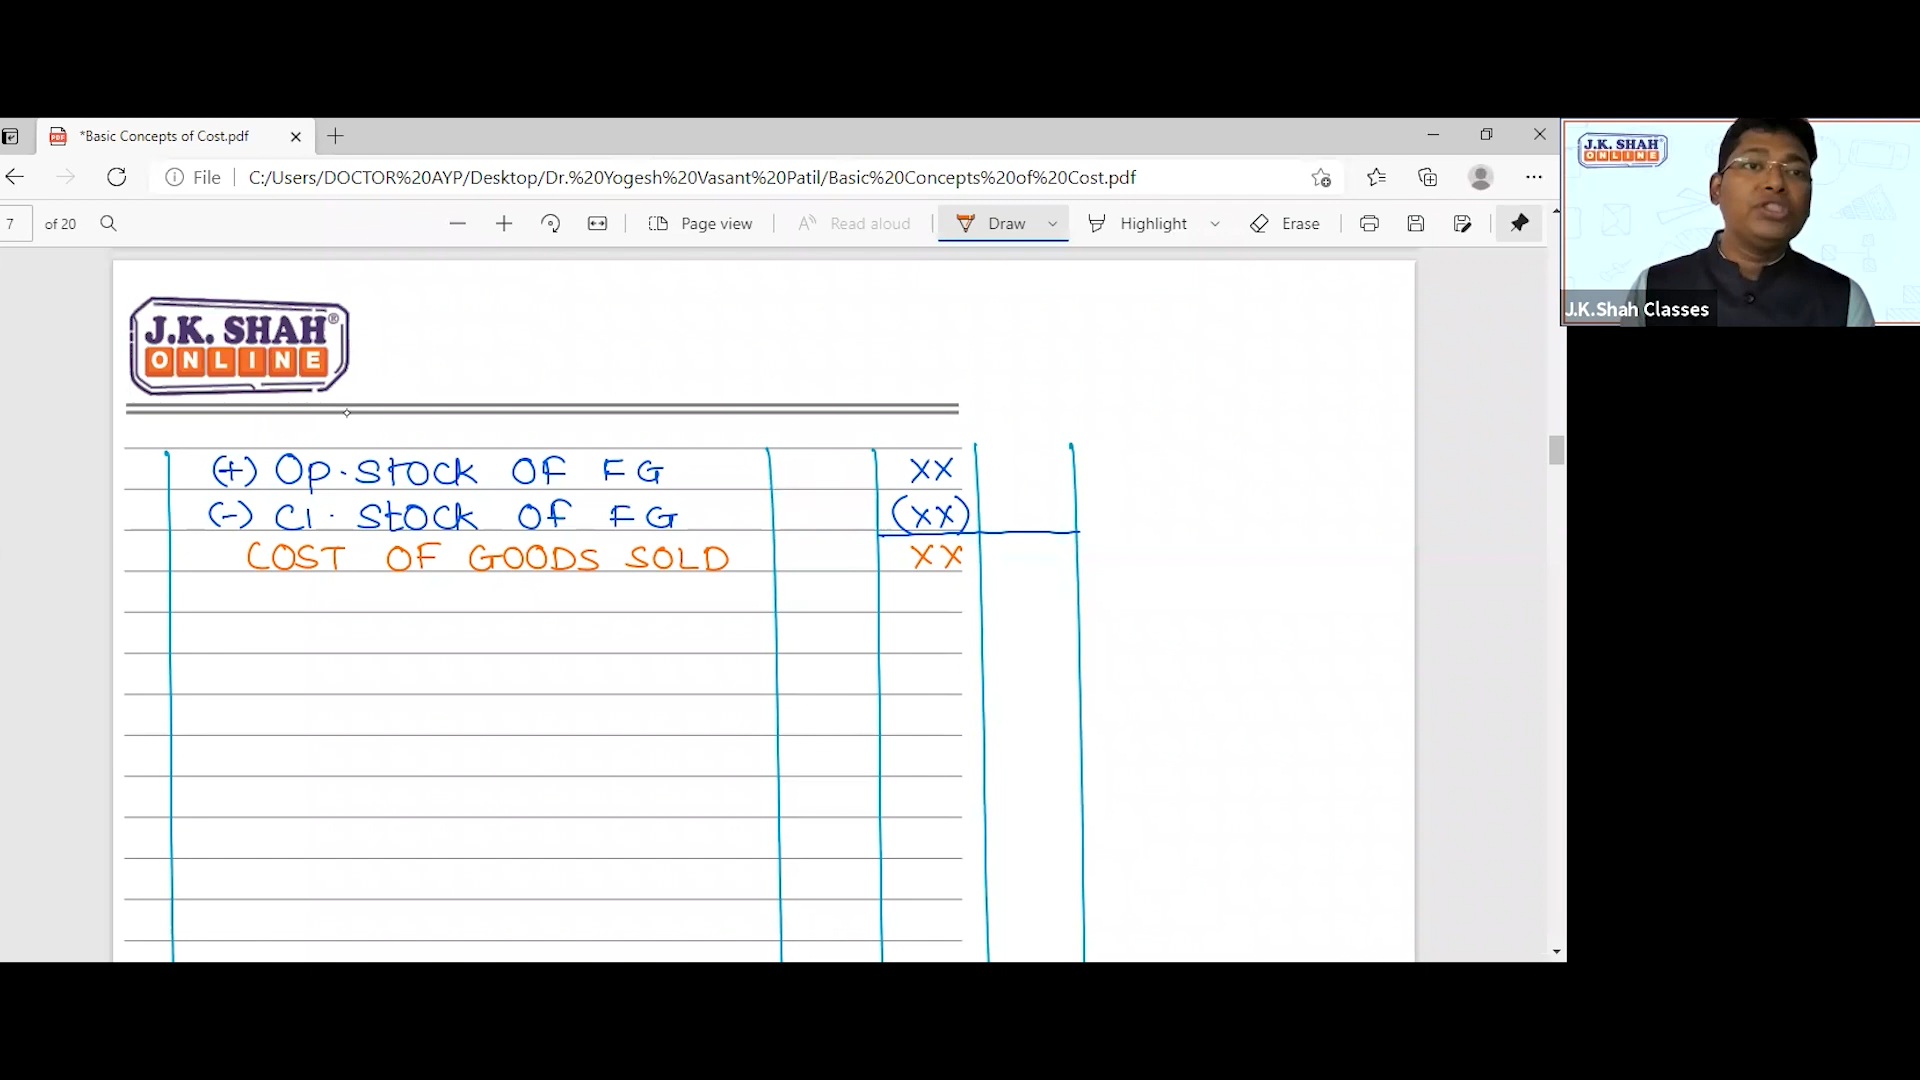 *Basic Concepts of Cost.pdf
File
C:/Users/DOCTOR%20AYP/Desktop/Dr.%20Yogesh%20Vasant%20Patil/Basic%20Concepts%20of%20Cost.pdf
7 of 20
Page view
Read aloud
Draw
Highlight
Erase
J.K. SHAH®
ONLINE
J.K. SHAH®
ONLINE
J.K.Shah Classes
(+) Op. Stock OF FG XX
(-) Cl. Stock OF FG (XX)
COST OF GOODS SOLD XX